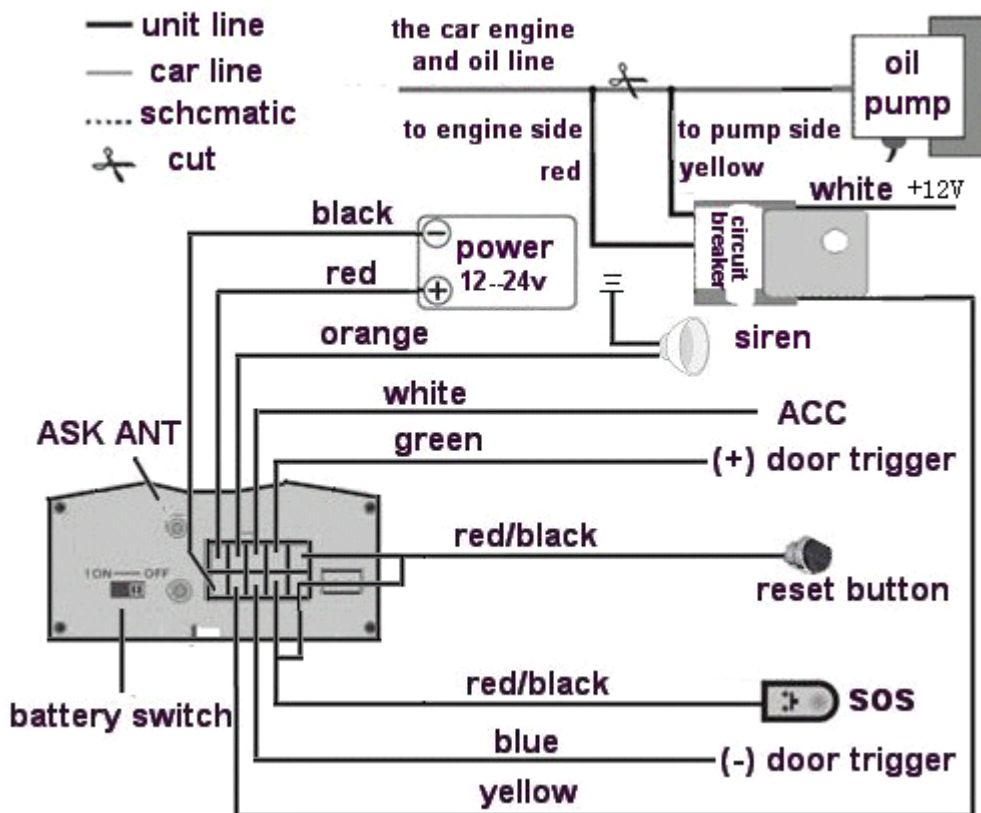 unit line
car line
schcmatic
cut
the car engine
and oil line
oil
pump
to engine side
red
to pump side
yellow
white +12V
circuit
breaker
black
red
power
12--24v
orange
siren
white
ACC
ASK ANT
green
(+) door trigger
red/black
reset button
1ON OFF
battery switch
red/black
sos
blue
(-) door trigger
yellow